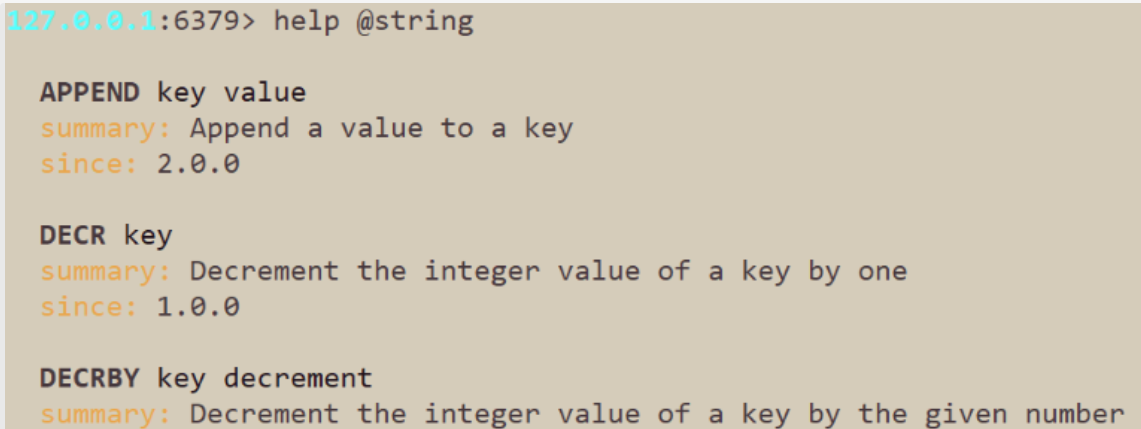 127.0.0.1:6379> help @string
APPEND key value
summary: Append a value to a key
since: 2.0.0
DECR key
summary: Decrement the integer value of a key by one
since: 1.0.0
DECRBY key decrement
summary: Decrement the integer value of a key by the given number